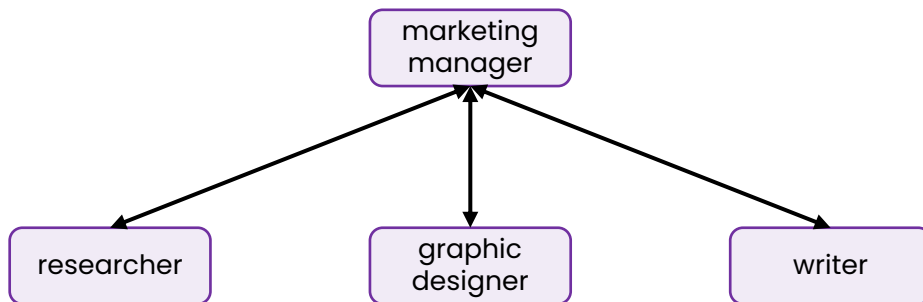 marketing
manager
researcher
graphic
designer
writer